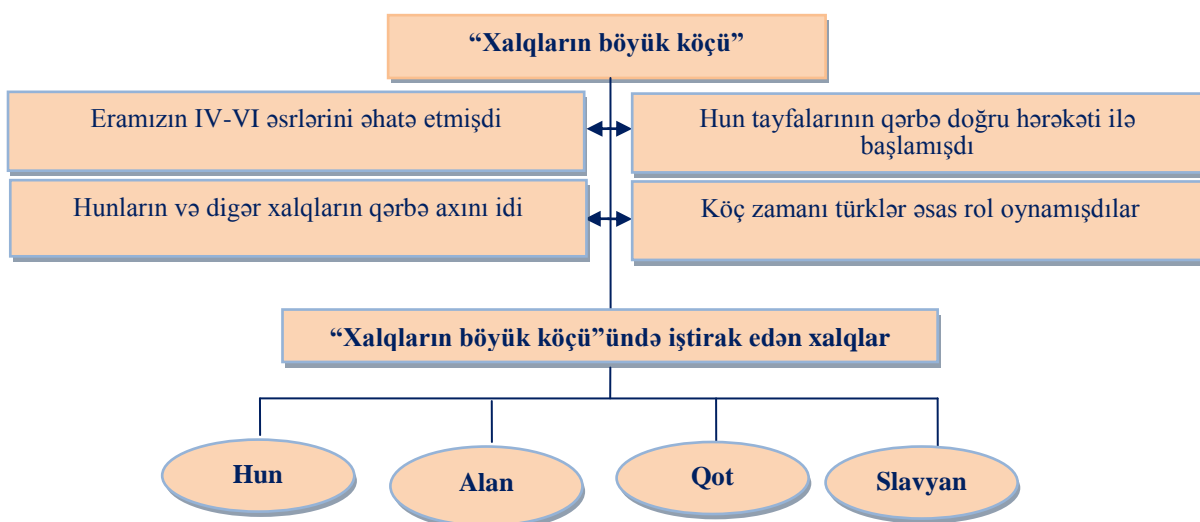 “Xalqların böyük köçü”
Eramızın IV-VI əsrlərini əhatə etmişdi
Hun tayfalarının qərbə doğru hərəkəti ilə
başlamışdı
Hunların və digər xalqların qərbə axını idi
Köç zamanı türklər əsas rol oynamışdılar
“Xalqların böyük köçü”ündə iştirak edən xalqlar
Hun
Alan
Qot
Slavyan